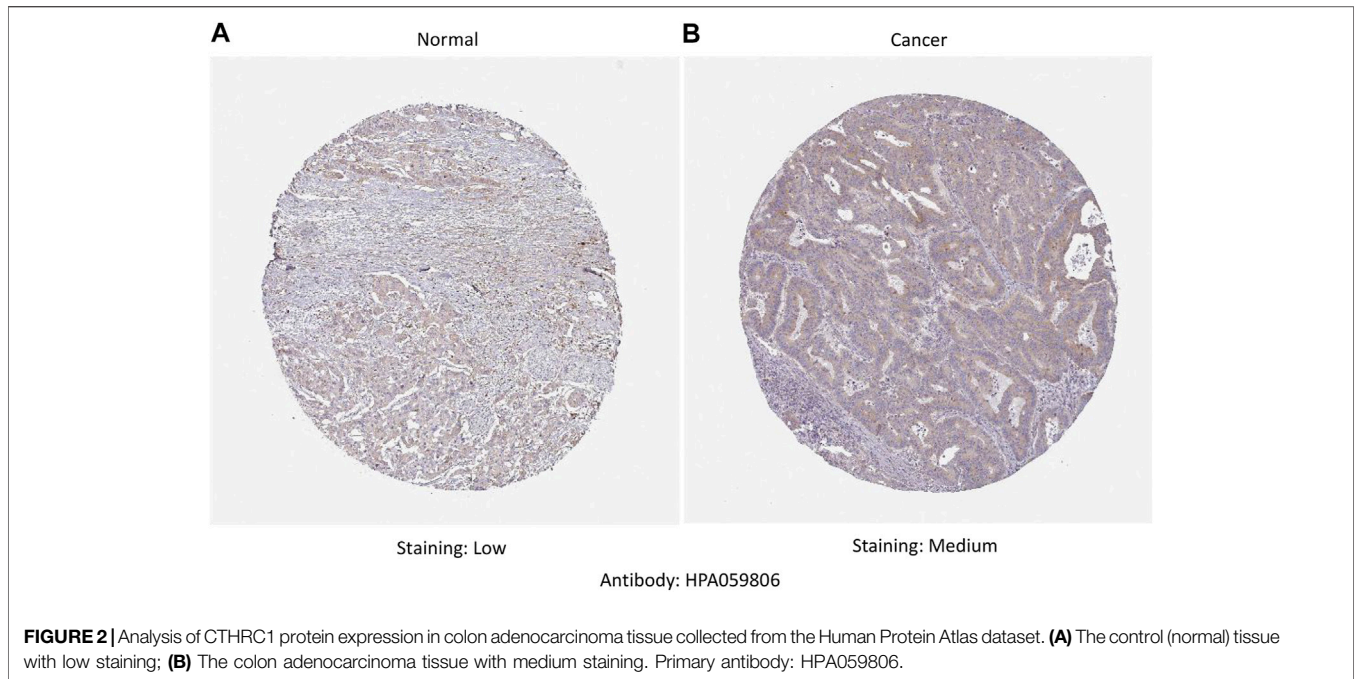 A
Normal
B
Cancer
Staining: Low
Staining: Medium
Antibody: HPA059806
FIGURE 2 | Analysis of CTHRC1 protein expression in colon adenocarcinoma tissue collected from the Human Protein Atlas dataset. (A) The control (normal) tissue
with low staining; (B) The colon adenocarcinoma tissue with medium staining. Primary antibody: HPA059806.